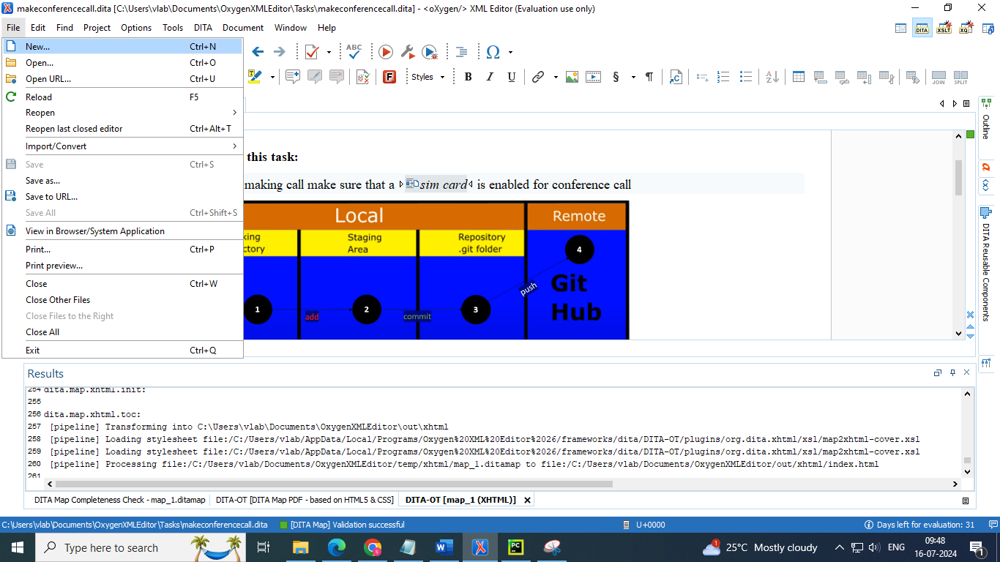 makeconferencecall.dita [C:\Users\vlab\Documents\OxygenXMLEditor\Tasks\makeconferencecall.dita] - <oXygen/> XML Editor (Evaluation use only)
File Edit Find Project Options Tools DITA Document Window Help
DITA XSLT XQ
New... Ctrl+N
Open... Ctrl+O
Open URL... Ctrl+U
Reload F5
Reopen
Reopen last closed editor Ctrl+Alt+T
Import/Convert
Save Ctrl+S
Save as...
Save to URL...
Save All Ctrl+Shift+S
View in Browser/System Application
Print... Ctrl+P
Print preview...
Close Ctrl+W
Close Other Files
Close Files to the Right
Close All
Exit Ctrl+Q
ABC
Styles B I U § ¶ JOIN SPLIT
this task:
making call make sure that a sim card is enabled for conference call
Local Remote
king
ctory
Staging
Area
Repository
.git folder
4
push
Git
Hub
1 add 2 commit 3
Outline
DITA Reusable Components
Results
254 dita.map.xhtml.init:
255
256 dita.map.xhtml.toc:
257 [pipeline] Transforming into C:\Users\vlab\Documents\OxygenXMLEditor\out\xhtml
258 [pipeline] Loading stylesheet file:/C:/Users/vlab/AppData/Local/Programs/Oxygen%20XML%20Editor%2026/frameworks/dita/DITA-OT/plugins/org.dita.xhtml/xsl/map2xhtml-cover.xsl
259 [pipeline] Loading stylesheet file:/C:/Users/vlab/AppData/Local/Programs/Oxygen%20XML%20Editor%2026/frameworks/dita/DITA-OT/plugins/org.dita.xhtml/xsl/map2xhtml-cover.xsl
260 [pipeline] Processing file:/C:/Users/vlab/Documents/OxygenXMLEditor/temp/xhtml/map_1.ditamap to file:/C:/Users/vlab/Documents/OxygenXMLEditor/out/xhtml/index.html
261
DITA Map Completeness Check - map_1.ditamap DITA-OT [DITA Map PDF - based on HTML5 & CSS] DITA-OT [map_1 (XHTML)]
C:\Users\vlab\Documents\OxygenXMLEditor\Tasks\makeconferencecall.dita [DITA Map] Validation successful U+0000 Days left for evaluation: 31
Type here to search
1 25°C Mostly cloudy ENG 09:48
16-07-2024 1